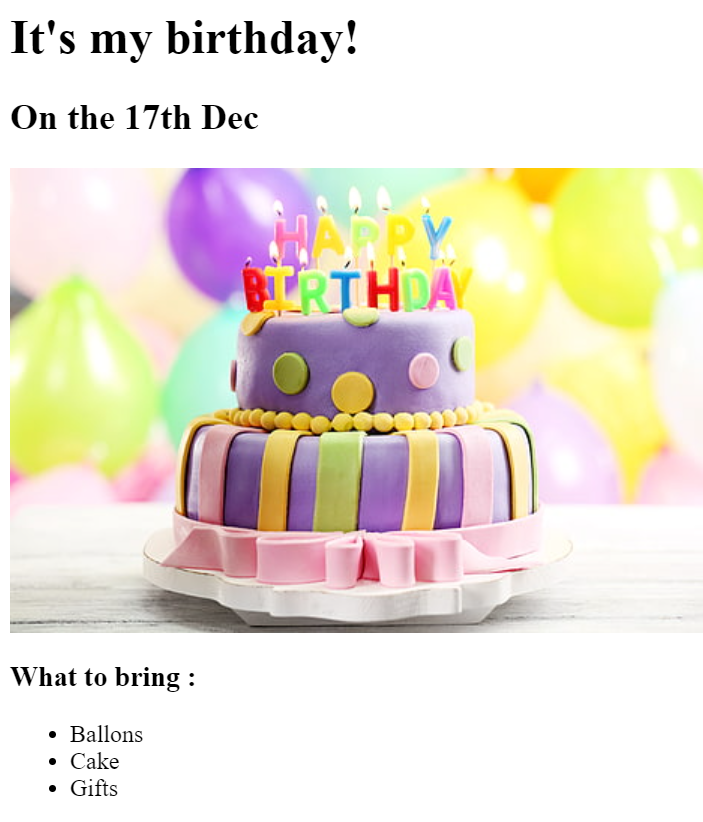 It's my birthday!
On the 17th Dec
HAPPY
BIRTHDAY
What to bring :
Ballons
Cake
Gifts